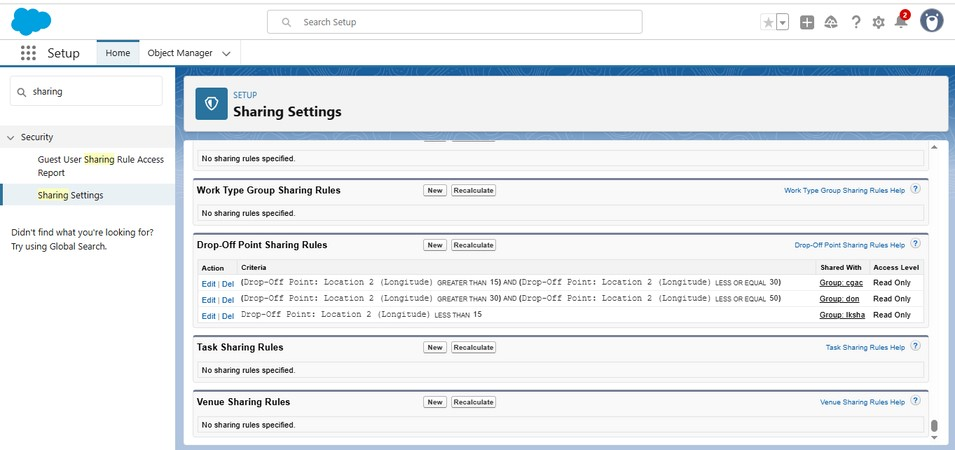 Search Setup
2
Setup
Home
Object Manager
sharing
SETUP
Sharing Settings
Security
Guest User Sharing Rule Access
Report
Sharing Settings
Didn't find what you're looking for?
Try using Global Search.
No sharing rules specified.
Work Type Group Sharing Rules New Recalculate Work Type Group Sharing Rules Help ?
No sharing rules specified.
Drop-Off Point Sharing Rules New Recalculate Drop-Off Point Sharing Rules Help ?
Action Criteria Shared With Access Level
Edit | Del (Drop-Off Point: Location 2 (Longitude) GREATER THAN 15) AND (Drop-Off Point: Location 2 (Longitude) LESS OR EQUAL 30) Group: cgac Read Only
Edit | Del (Drop-Off Point: Location 2 (Longitude) GREATER THAN 30) AND (Drop-Off Point: Location 2 (Longitude) LESS OR EQUAL 50) Group: don Read Only
Edit | Del Drop-Off Point: Location 2 (Longitude) LESS THAN 15 Group: lksha Read Only
Task Sharing Rules New Recalculate Task Sharing Rules Help ?
No sharing rules specified.
Venue Sharing Rules New Recalculate Venue Sharing Rules Help ?
No sharing rules specified.